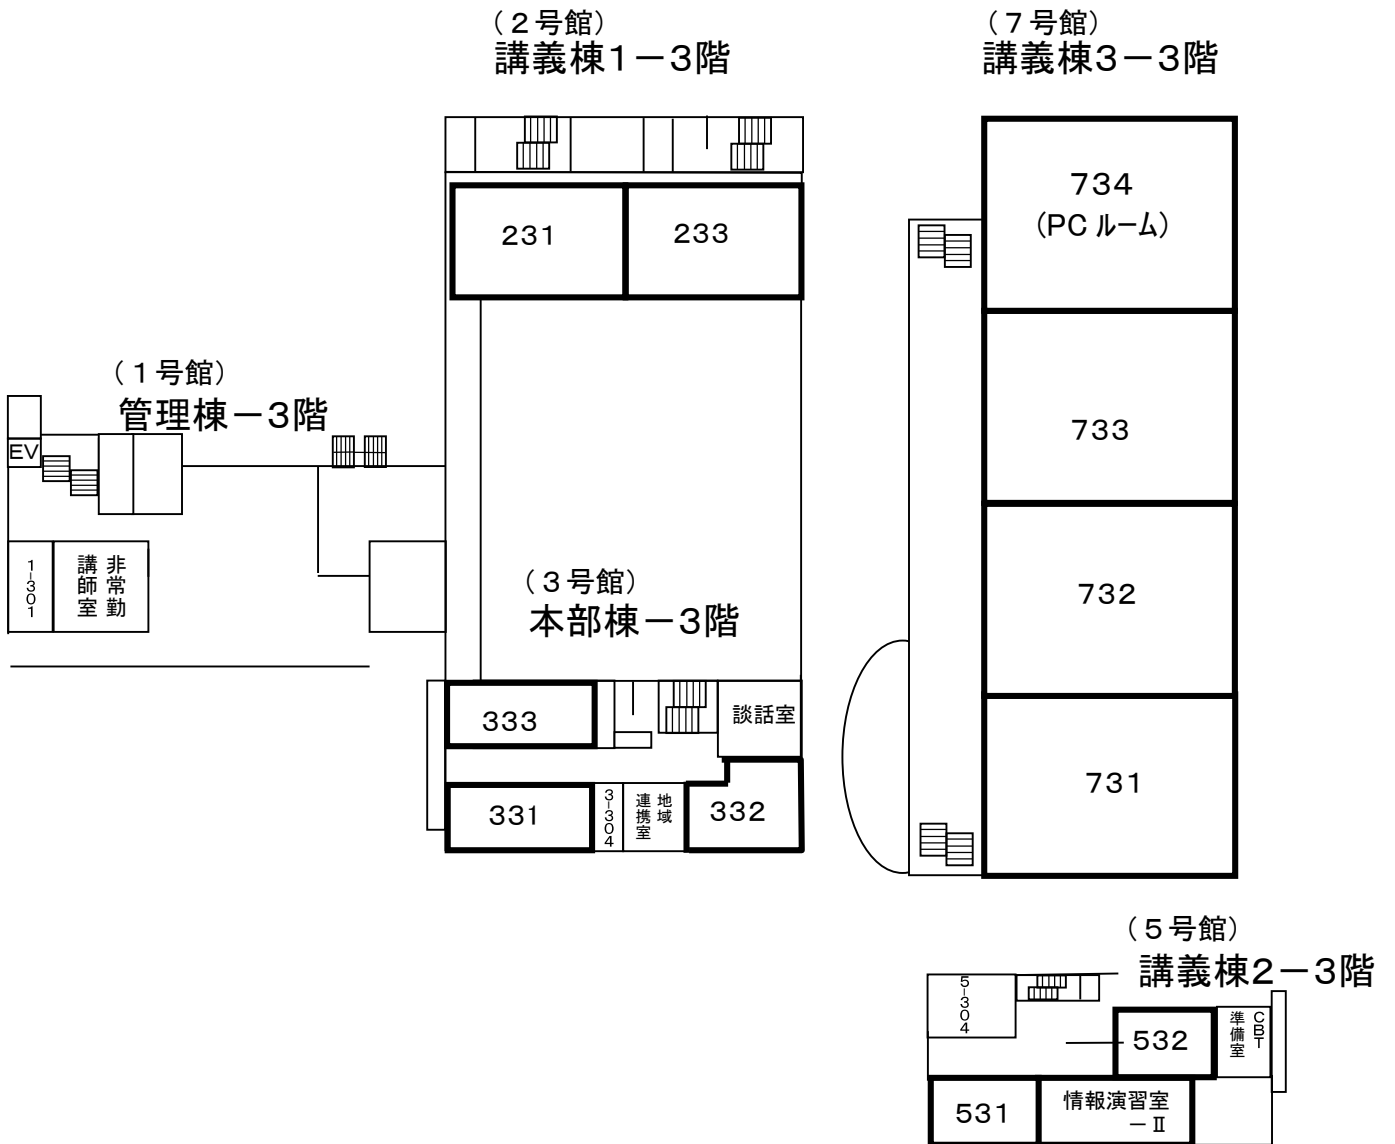 （２号館）
講義棟１－３階
（７号館）
講義棟３－３階
７３４
（PC ルーム）
２３１
２３３
（１号館）
管理棟－３階
EV
７３３
１-３０１
非常勤
講師室
（３号館）
本部棟－３階
７３２
３３３
談話室
７３１
３３１
３-３０４
地域
連携室
３３２
（５号館）
講義棟２－３階
５-３０４
５３２
CBT
準備室
５３１
情報演習室
－Ⅱ